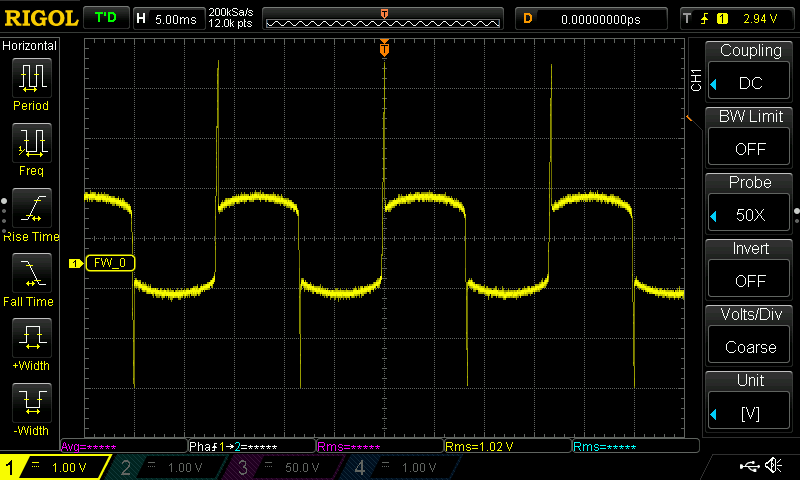 RIGOL T'D H 5.00ms 200kSa/s 12.0k pts T D 0.00000000ps T 1 2.94 V
Horizontal
Period
Freq
Rise Time
Fall Time
+Width
-Width
1 FW_0
T
CH1
Coupling
DC
BW Limit
OFF
Probe
50X
Invert
OFF
Volts/Div
Coarse
Unit
[V]
Avg=***** Pha1→2=***** Rms=***** Rms=1.02 V Rms=*****
1 1.00 V 2 1.00 V 3 50.0 V 4 1.00 V